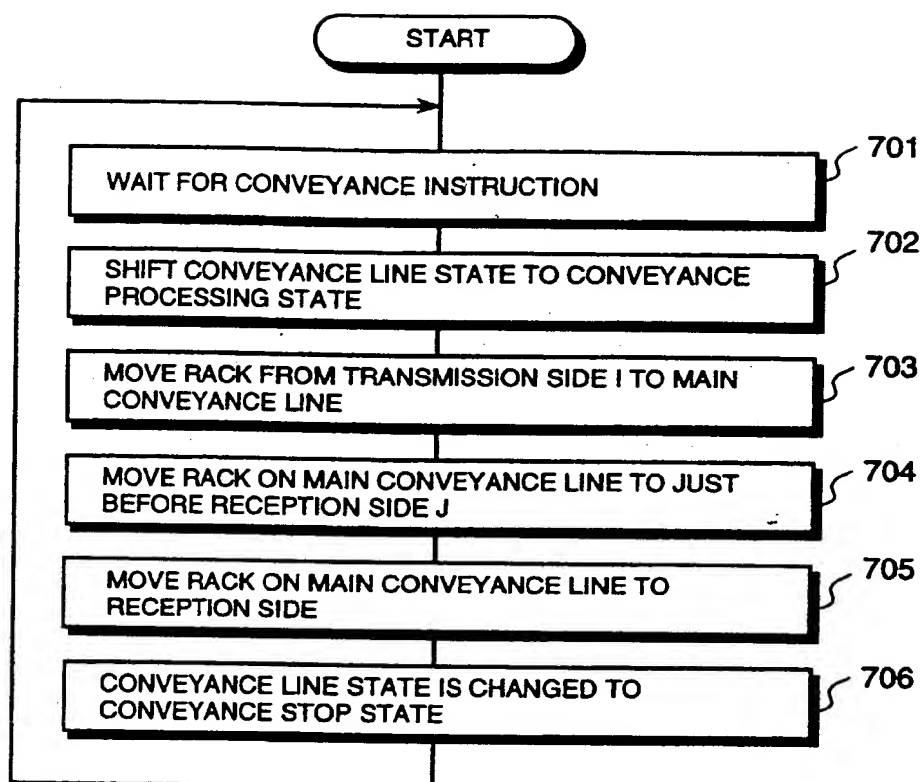 START
701
WAIT FOR CONVEYANCE INSTRUCTION
702
SHIFT CONVEYANCE LINE STATE TO CONVEYANCE
PROCESSING STATE
703
MOVE RACK FROM TRANSMISSION SIDE I TO MAIN
CONVEYANCE LINE
704
MOVE RACK ON MAIN CONVEYANCE LINE TO JUST
BEFORE RECEPTION SIDE J
705
MOVE RACK ON MAIN CONVEYANCE LINE TO
RECEPTION SIDE
706
CONVEYANCE LINE STATE IS CHANGED TO
CONVEYANCE STOP STATE